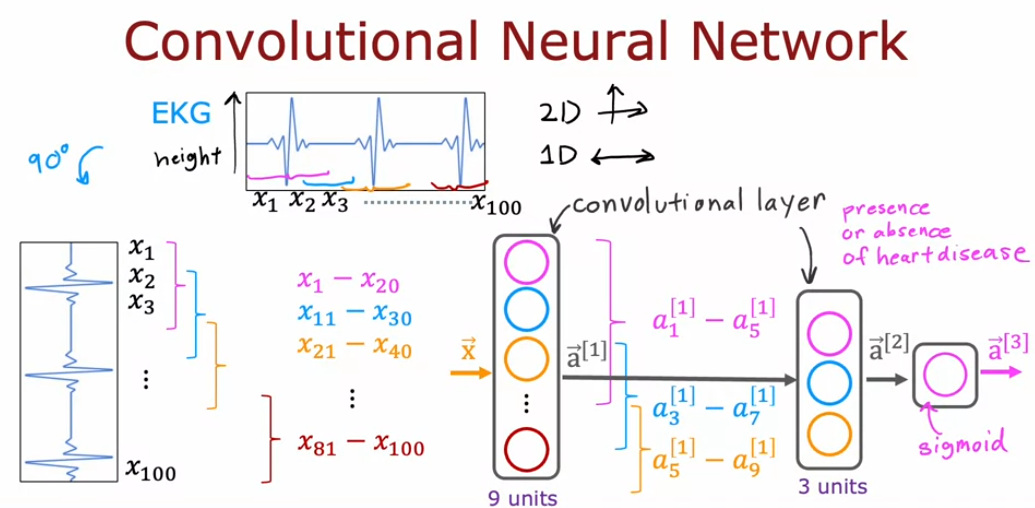 Convolutional Neural Network
EKG
height
90°
2D
1D
x₁ x₂ x₃ ......... x₁₀₀
convolutional layer
presence
or absence
of heart disease
x₁
x₂
x₃
⋮
x₁₀₀
x₁ − x₂₀
x₁₁ − x₃₀
x₂₁ − x₄₀
⋮
x₈₁ − x₁₀₀
x⃗
⋮
9 units
a⃗^[1]
a₁^[1] − a₅^[1]
a₃^[1] − a₇^[1]
a₅^[1] − a₉^[1]
3 units
a⃗^[2]
a⃗^[3]
sigmoid